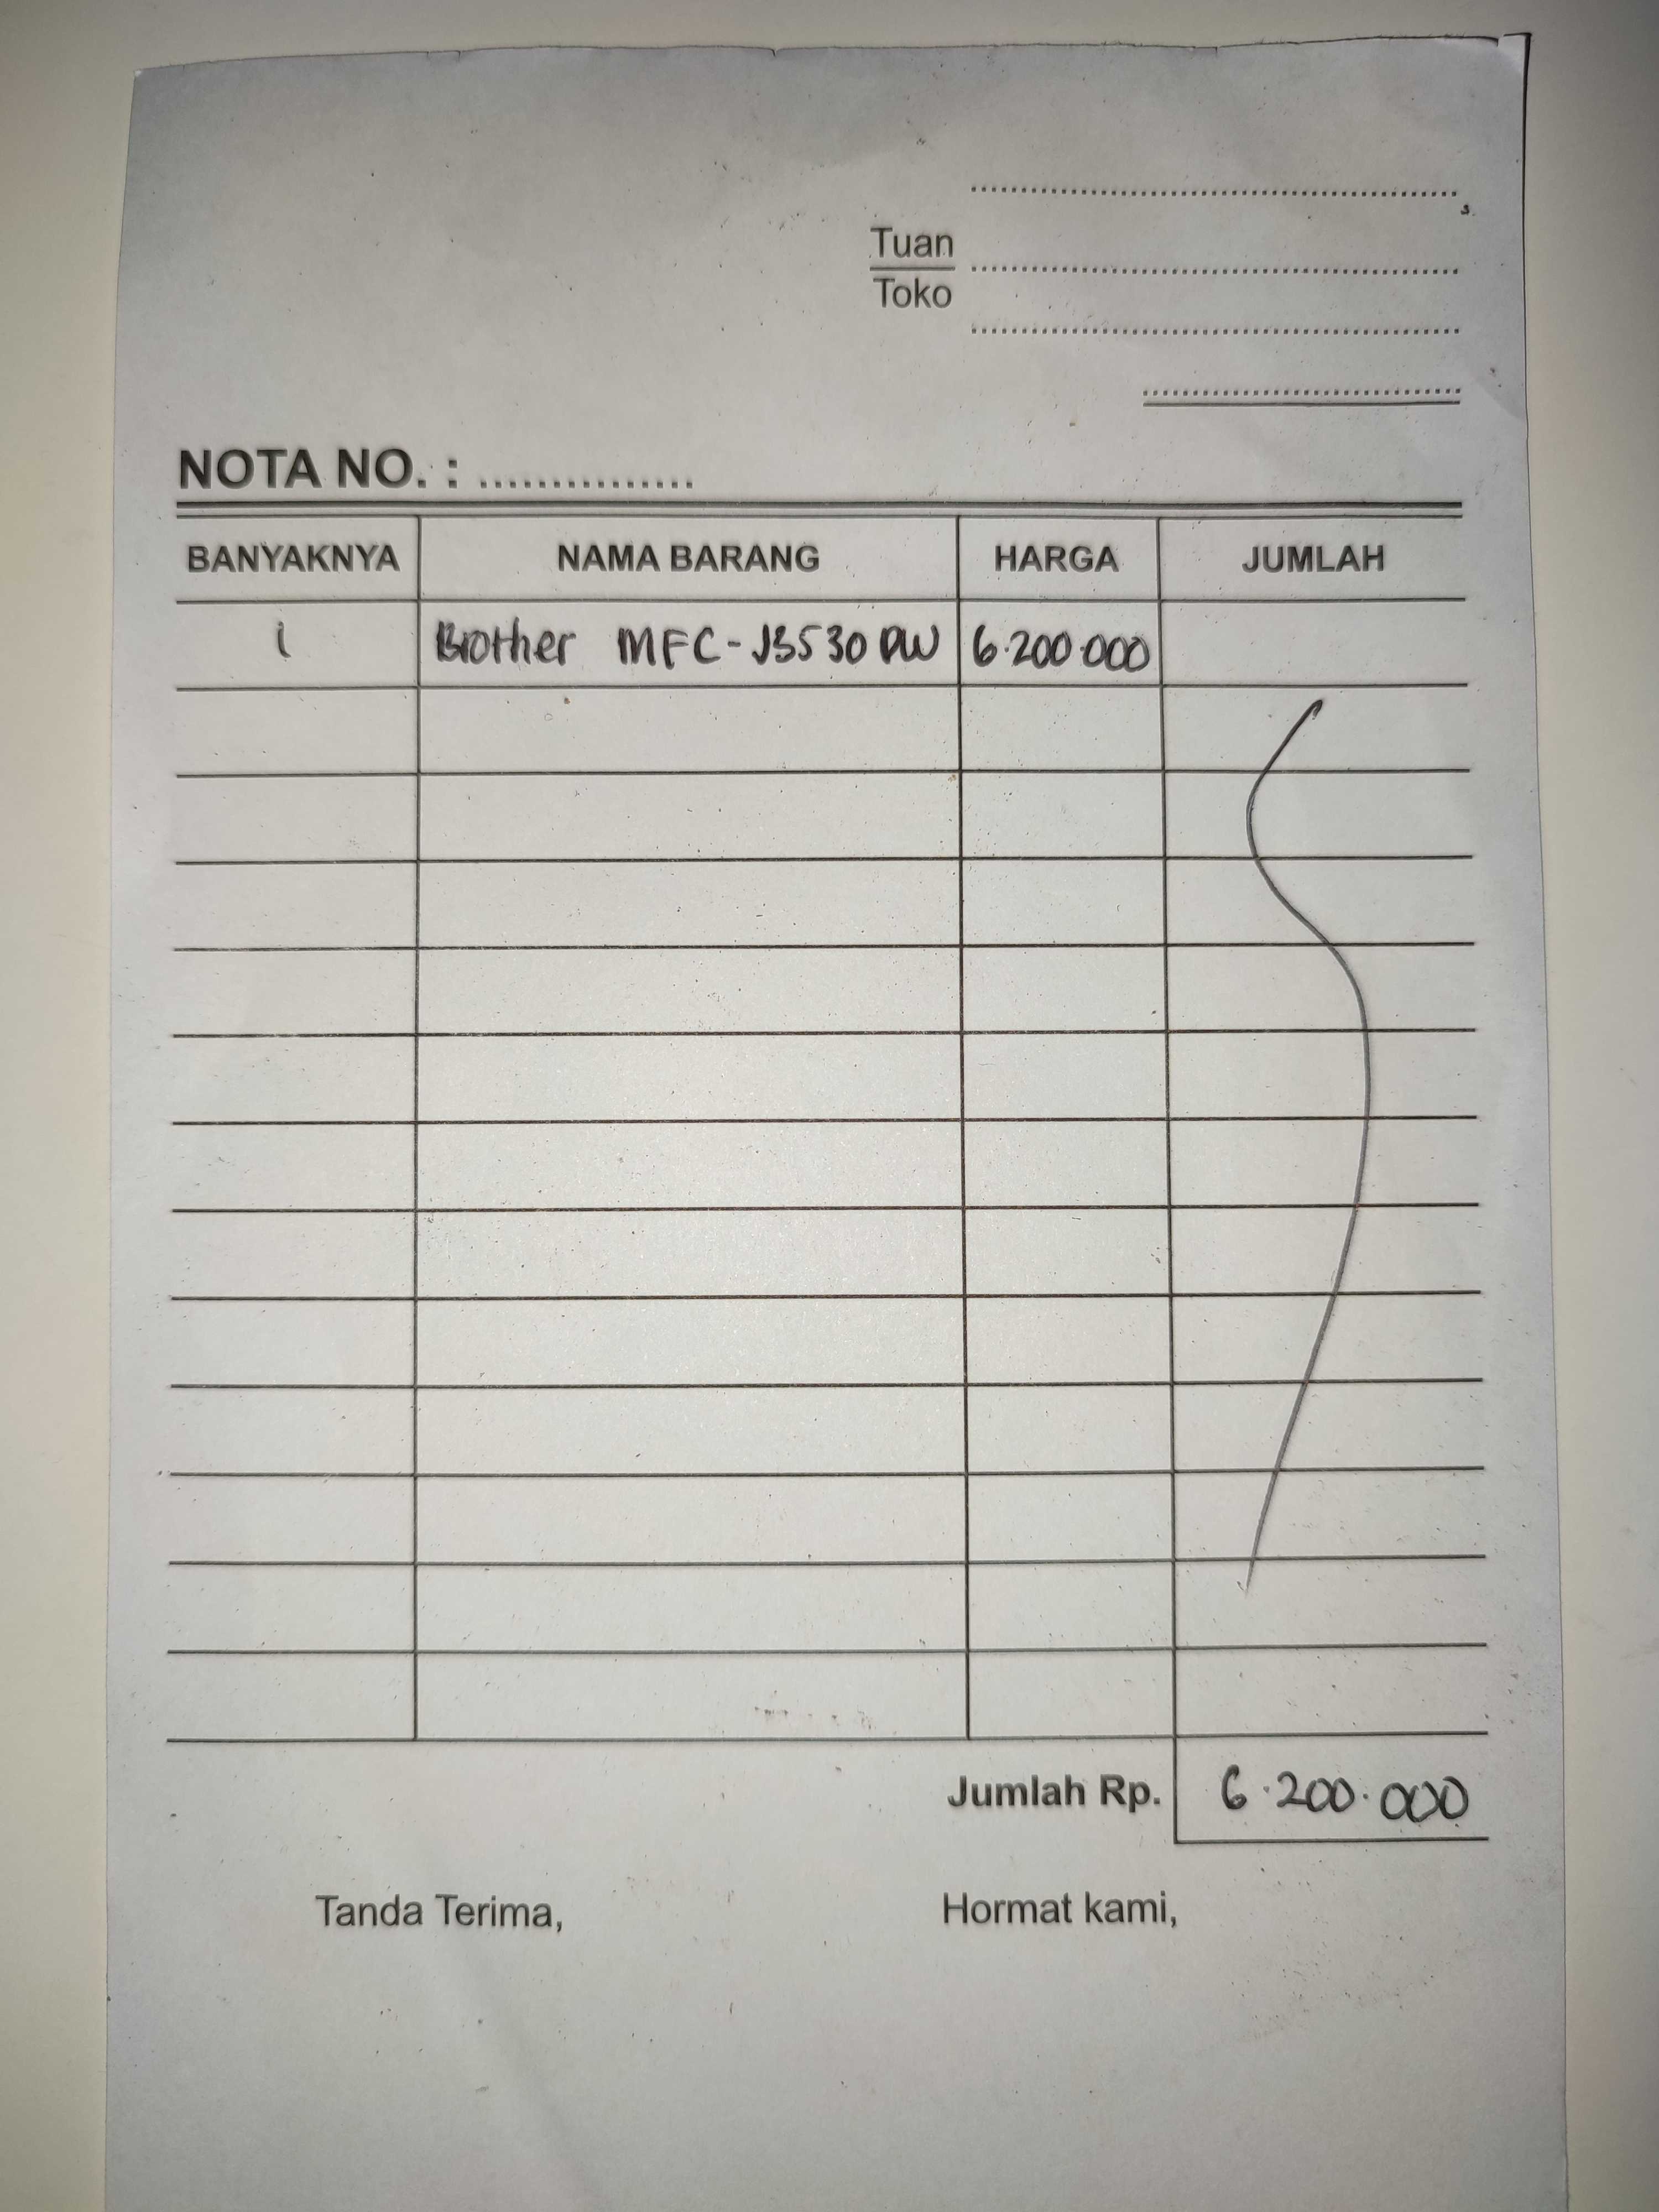 Tuan
Toko
NOTA NO. : ...............
BANYAKNYA NAMA BARANG HARGA JUMLAH
1 Brother MFC-J3530DW 6.200.000
Jumlah Rp. 6.200.000
Tanda Terima, Hormat kami,